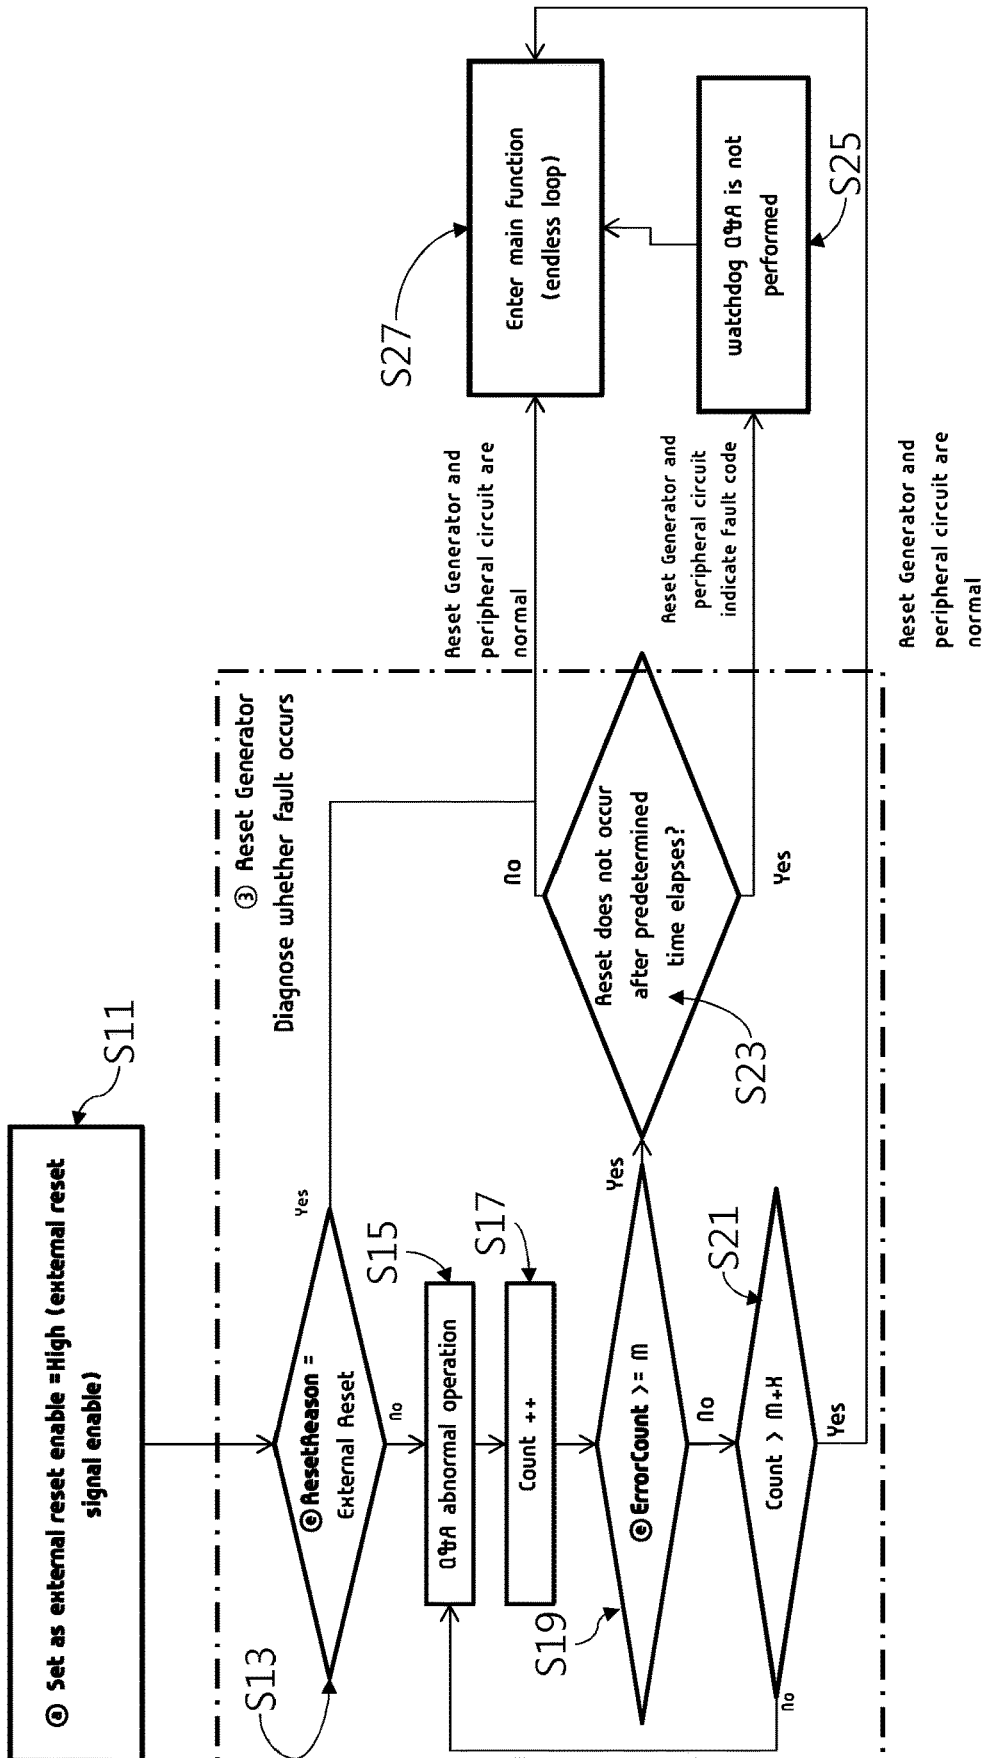 ⓐ Set as external reset enable =High (external reset
signal enable)
S11
③ Reset Generator
Diagnose whether fault occurs
S13
ⓔ ResetReason =
External Reset
Yes
No
S15
Q&A abnormal operation
S17
Count ++
S19
ⓔ ErrorCount >= M
Yes
No
S21
Count > M+X
No
Yes
S23
Reset does not occur
after predetermined
time elapses?
No
Yes
Reset Generator and
peripheral circuit are
normal
Reset Generator and
peripheral circuit
indicate fault code
Reset Generator and
peripheral circuit are
normal
S25
watchdog Q&A is not
performed
S27
Enter main function
(endless loop)